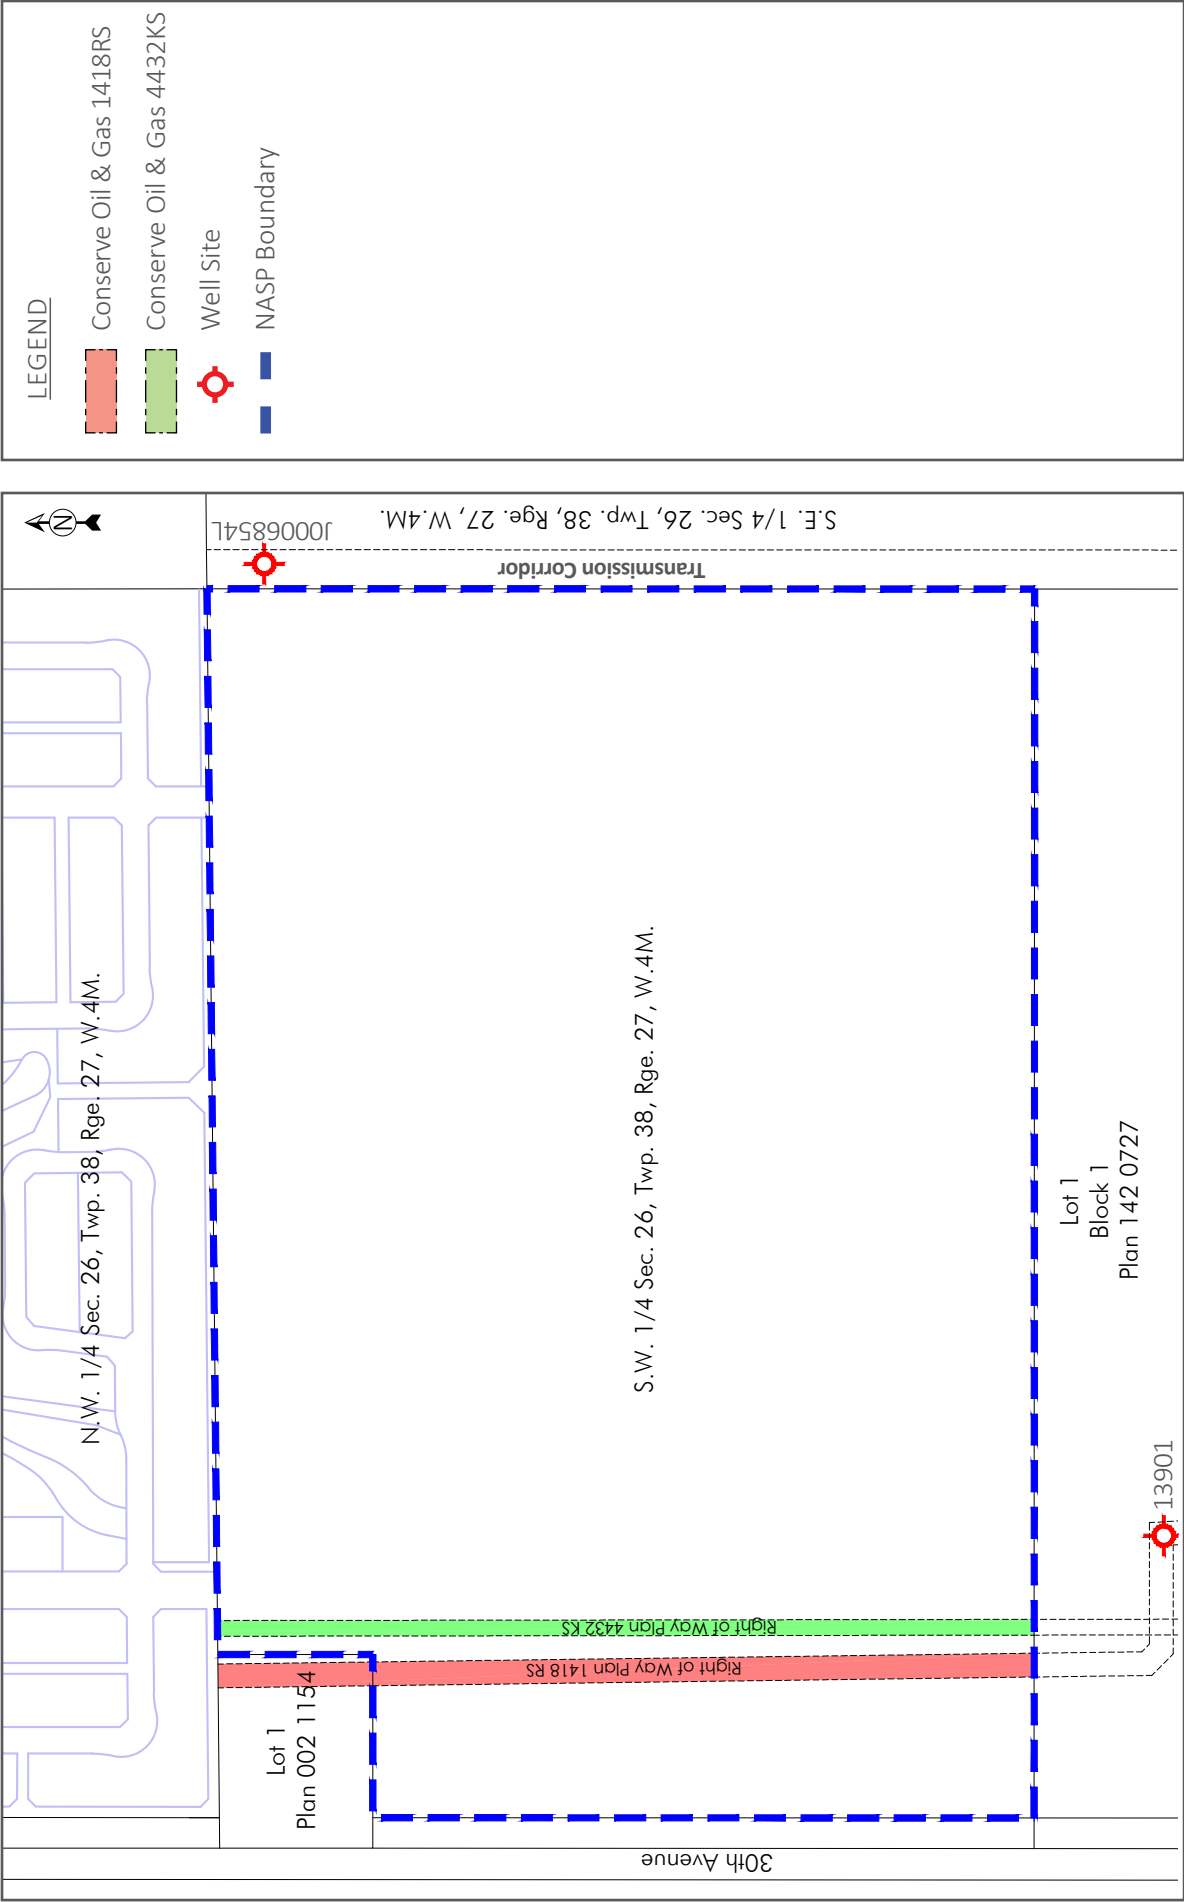 LEGEND
Conserve Oil & Gas 1418RS
Conserve Oil & Gas 4432KS
Well Site
NASP Boundary
N
J0006854L
S.E. 1/4 Sec. 26, Twp. 38, Rge. 27, W.4M.
Transmission Corridor
N.W. 1/4 Sec. 26, Twp. 38, Rge. 27, W.4M.
S.W. 1/4 Sec. 26, Twp. 38, Rge. 27, W.4M.
Lot 1
Block 1
Plan 142 0727
13901
Right of Way Plan 4432 KS
Right of Way Plan 1418 RS
Lot 1
Plan 002 1154
30th Avenue